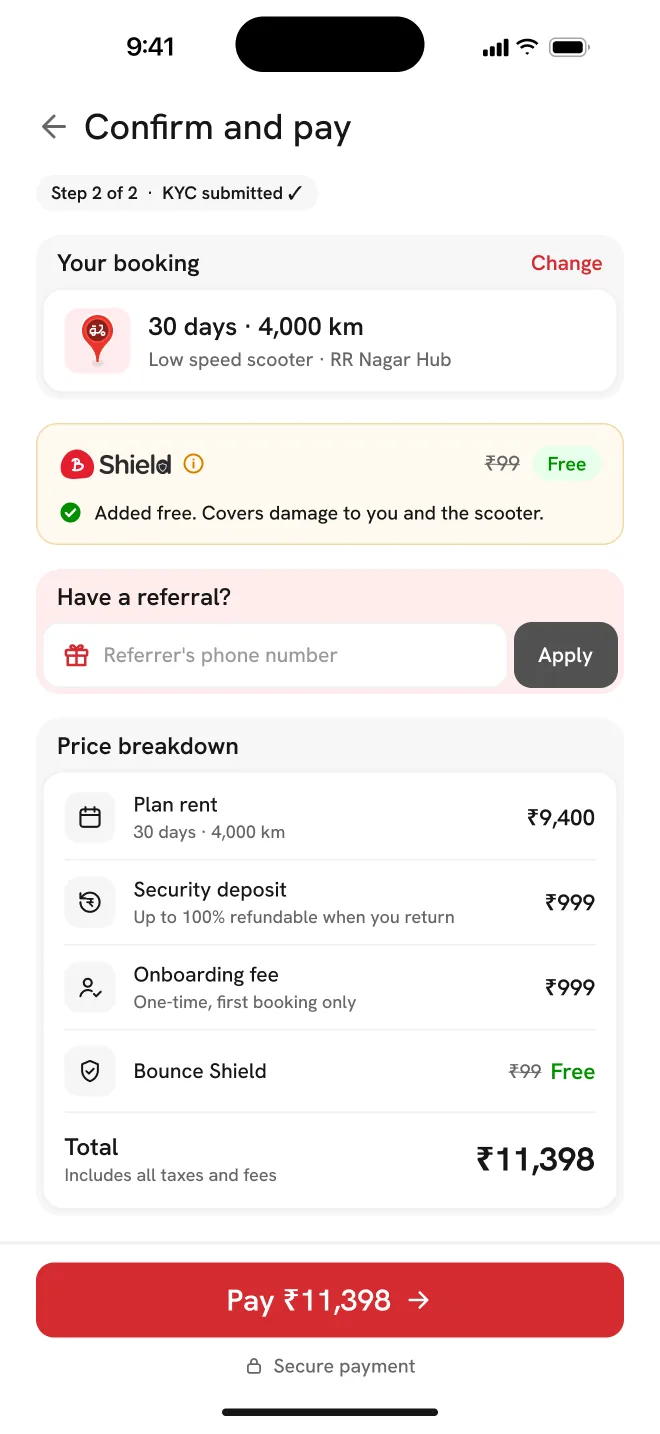 9:41
Confirm and pay
Step 2 of 2 · KYC submitted ✓
Your booking
Change
30 days · 4,000 km
Low speed scooter · RR Nagar Hub
B Shield
₹99 Free
Added free. Covers damage to you and the scooter.
Have a referral?
Referrer's phone number
Apply
Price breakdown
Plan rent
30 days · 4,000 km
₹9,400
Security deposit
Up to 100% refundable when you return
₹999
Onboarding fee
One-time, first booking only
₹999
Bounce Shield
₹99 Free
Total
Includes all taxes and fees
₹11,398
Pay ₹11,398 →
Secure payment